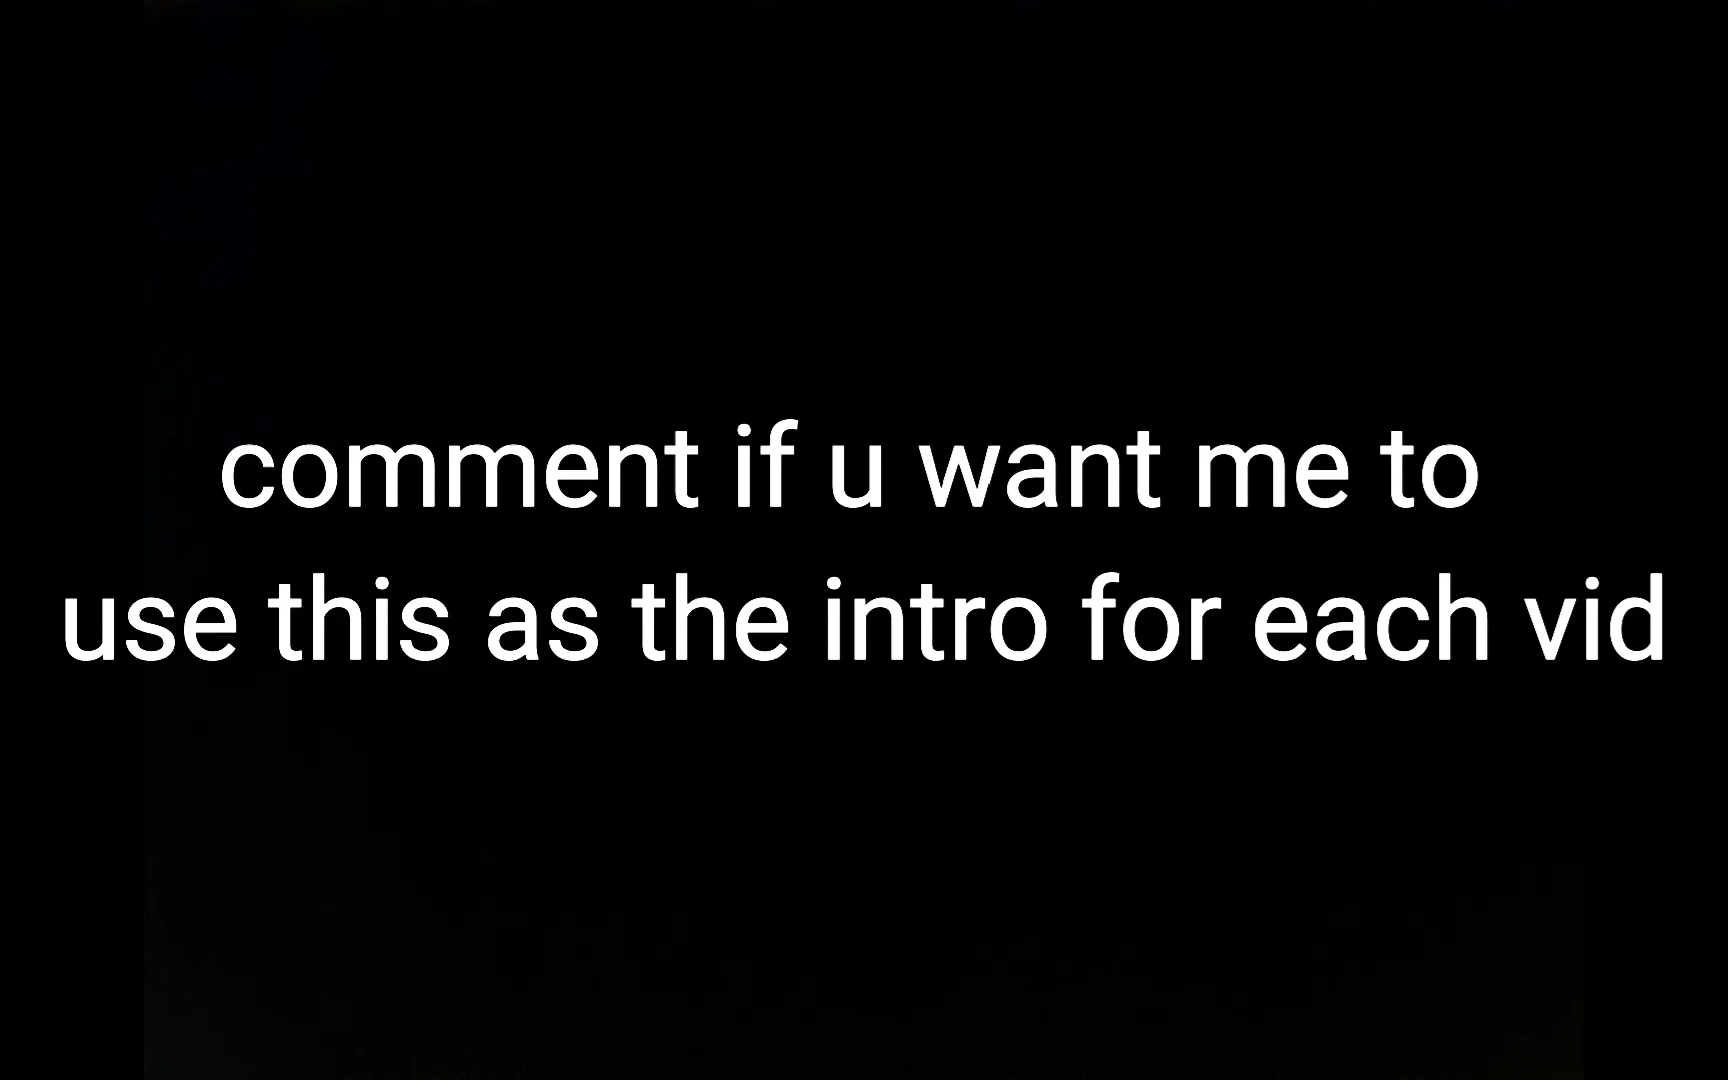 comment if u want me to
use this as the intro for each vid